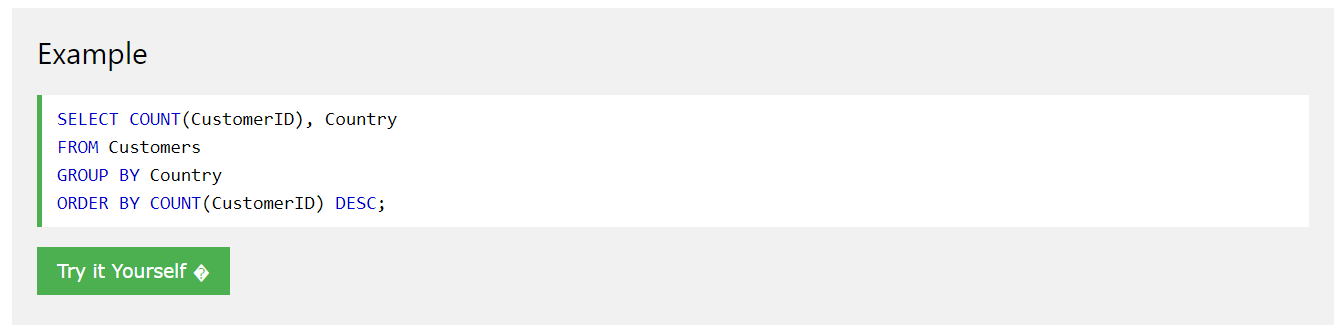 Example
SELECT COUNT(CustomerID), Country
FROM Customers
GROUP BY Country
ORDER BY COUNT(CustomerID) DESC;
Try it Yourself �